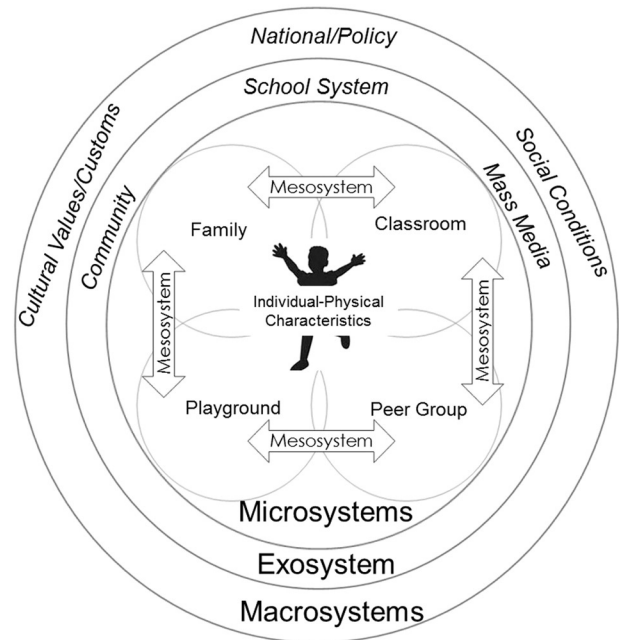 National/Policy
School System
Cultural Values/Customs
Community
Social Conditions
Mass Media
Mesosystem
Family
Classroom
Mesosystem
Individual-Physical
Characteristics
Mesosystem
Playground
Peer Group
Mesosystem
Microsystems
Exosystem
Macrosystems